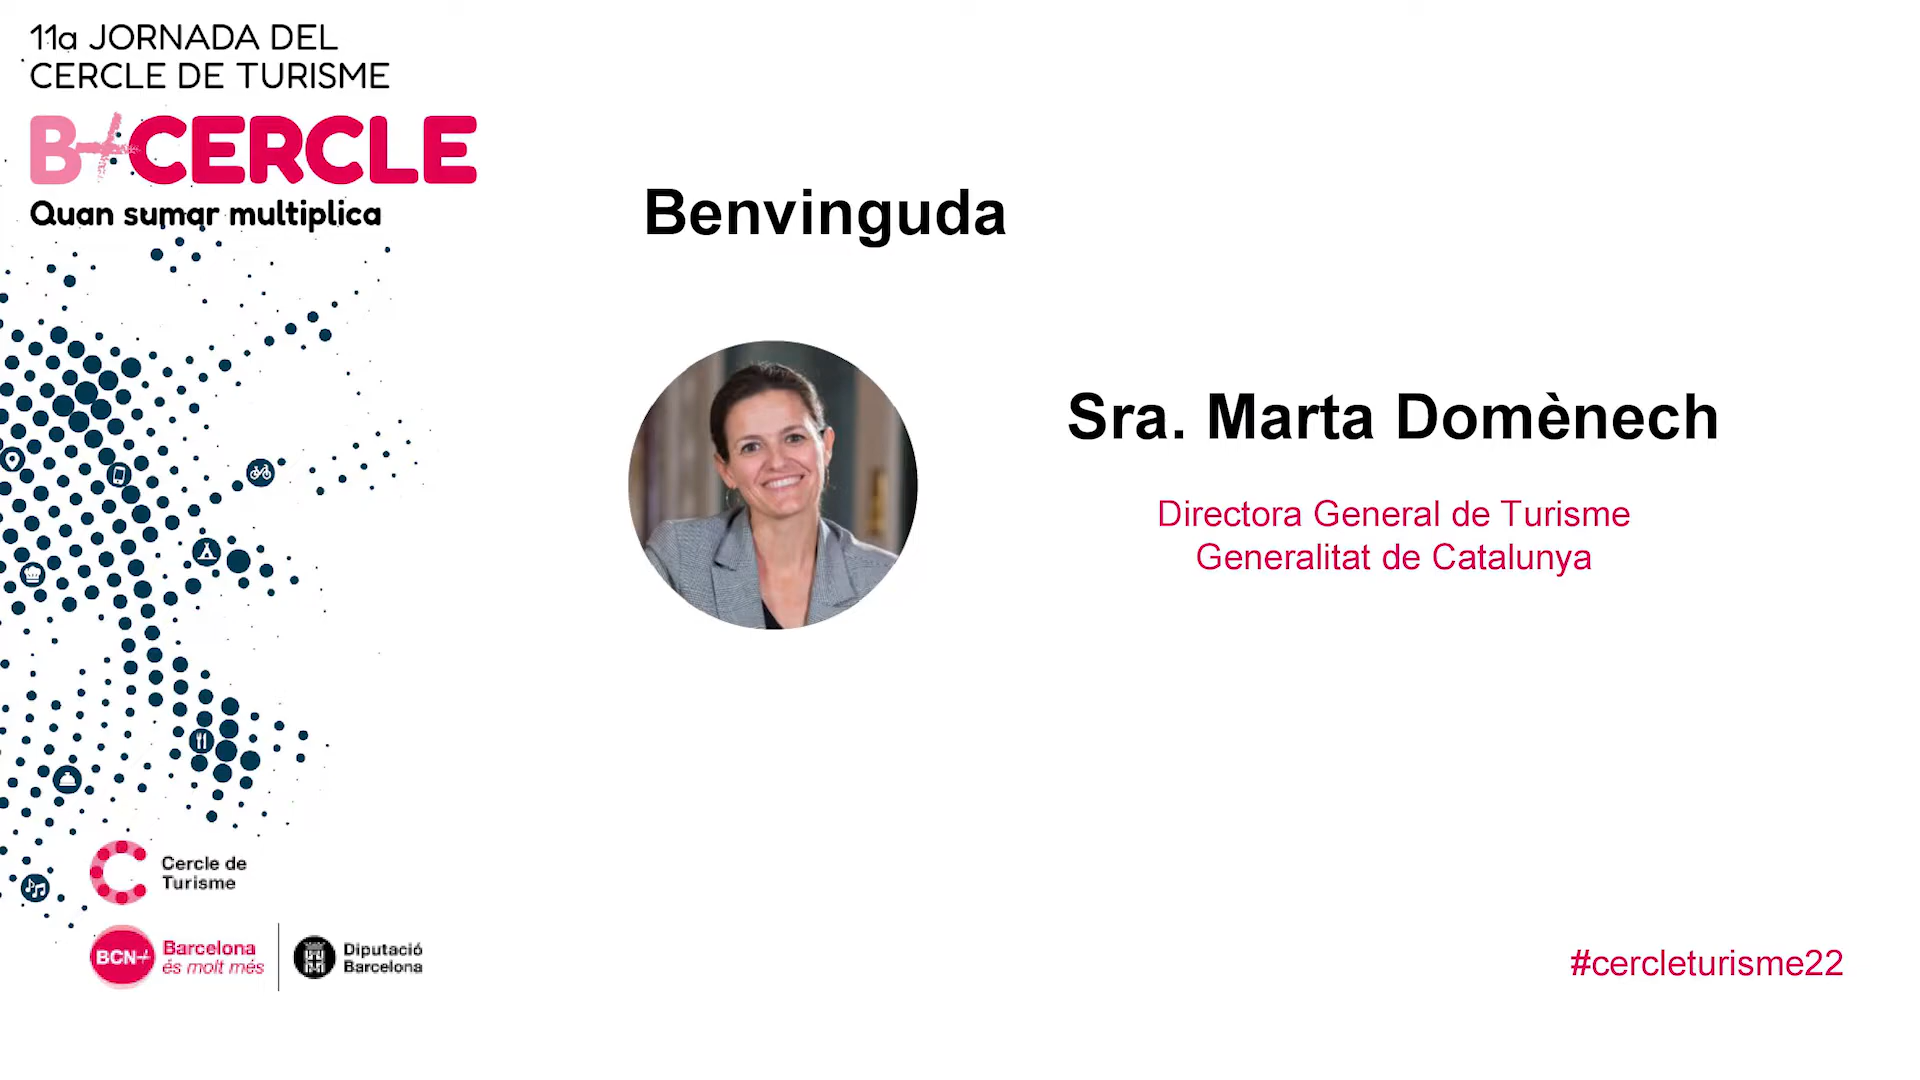 11a JORNADA DEL
CERCLE DE TURISME
B+CERCLE
Quan sumar multiplica
Benvinguda
Sra. Marta Domènech
Directora General de Turisme
Generalitat de Catalunya
Cercle de
Turisme
BCN+
Barcelona
és molt més
Diputació
Barcelona
#cercleturisme22